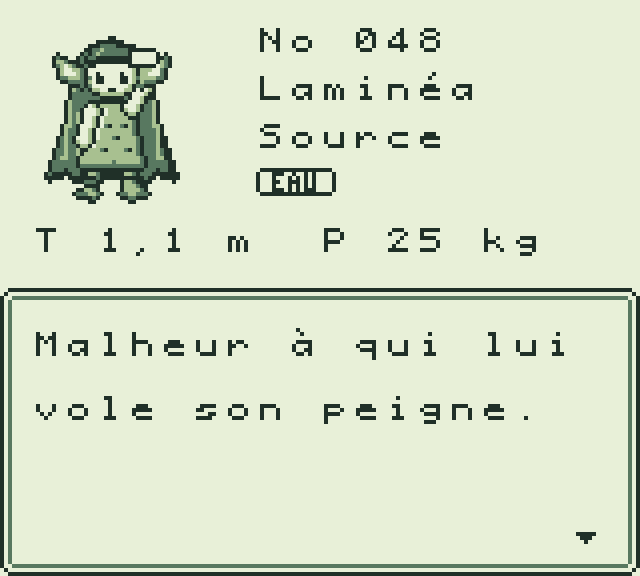 No 048
Laminéa
Source
EAU
T 1,1 m P 25 kg
Malheur à qui lui
vole son peigne.